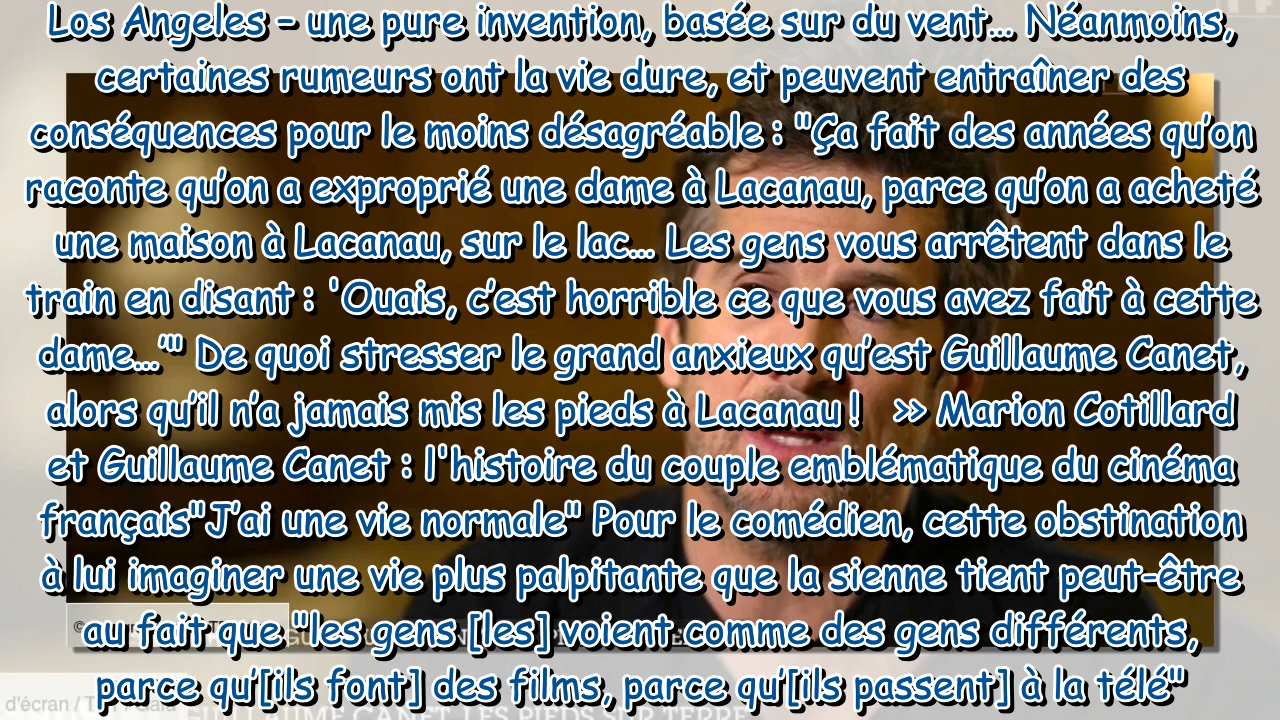 Los Angeles – une pure invention, basée sur du vent... Néanmoins,
certaines rumeurs ont la vie dure, et peuvent entraîner des
conséquences pour le moins désagréable : "Ça fait des années qu’on
raconte qu’on a exproprié une dame à Lacanau, parce qu’on a acheté
une maison à Lacanau, sur le lac... Les gens vous arrêtent dans le
train en disant : 'Ouais, c’est horrible ce que vous avez fait à cette
dame...’" De quoi stresser le grand anxieux qu’est Guillaume Canet,
alors qu’il n’a jamais mis les pieds à Lacanau ! >> Marion Cotillard
et Guillaume Canet : l'histoire du couple emblématique du cinéma
français"J’ai une vie normale" Pour le comédien, cette obstination
à lui imaginer une vie plus palpitante que la sienne tient peut-être
au fait que "les gens [les] voient comme des gens différents,
parce qu’[ils font] des films, parce qu’[ils passent] à la télé"
d'écran /
GUILLAUME CANET, LES PIEDS SUR TERRE